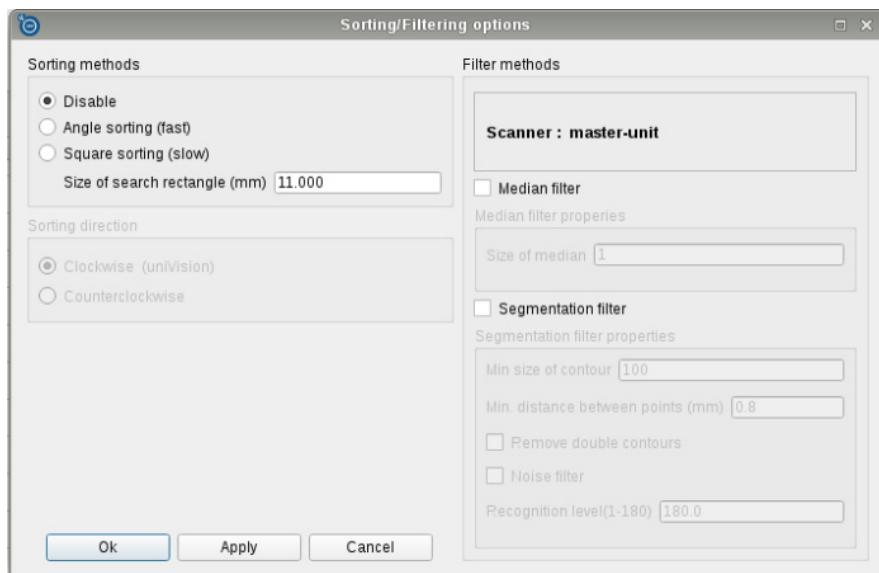 Sorting/Filtering options
Sorting methods
Disable
Angle sorting (fast)
Square sorting (slow)
Size of search rectangle (mm) 11.000
Sorting direction
Clockwise (uniVision)
Counterclockwise
Filter methods
Scanner : master-unit
Median filter
Median filter properies
Size of median 1
Segmentation filter
Segmentation filter properties
Min size of contour 100
Min. distance between points (mm) 0.8
Remove double contours
Noise filter
Recognition level(1-180) 180.0
Ok Apply Cancel